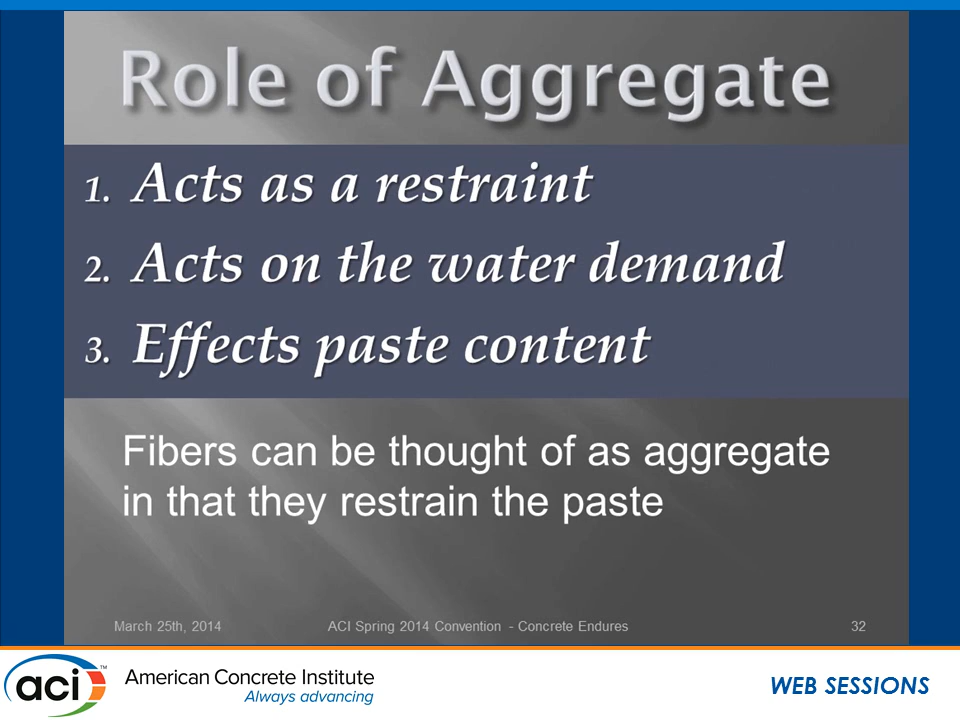 Role of Aggregate
1. Acts as a restraint
2. Acts on the water demand
3. Effects paste content
Fibers can be thought of as aggregate
in that they restrain the paste
March 25th, 2014 ACI Spring 2014 Convention - Concrete Endures 32
aci™ American Concrete Institute
Always advancing
WEB SESSIONS